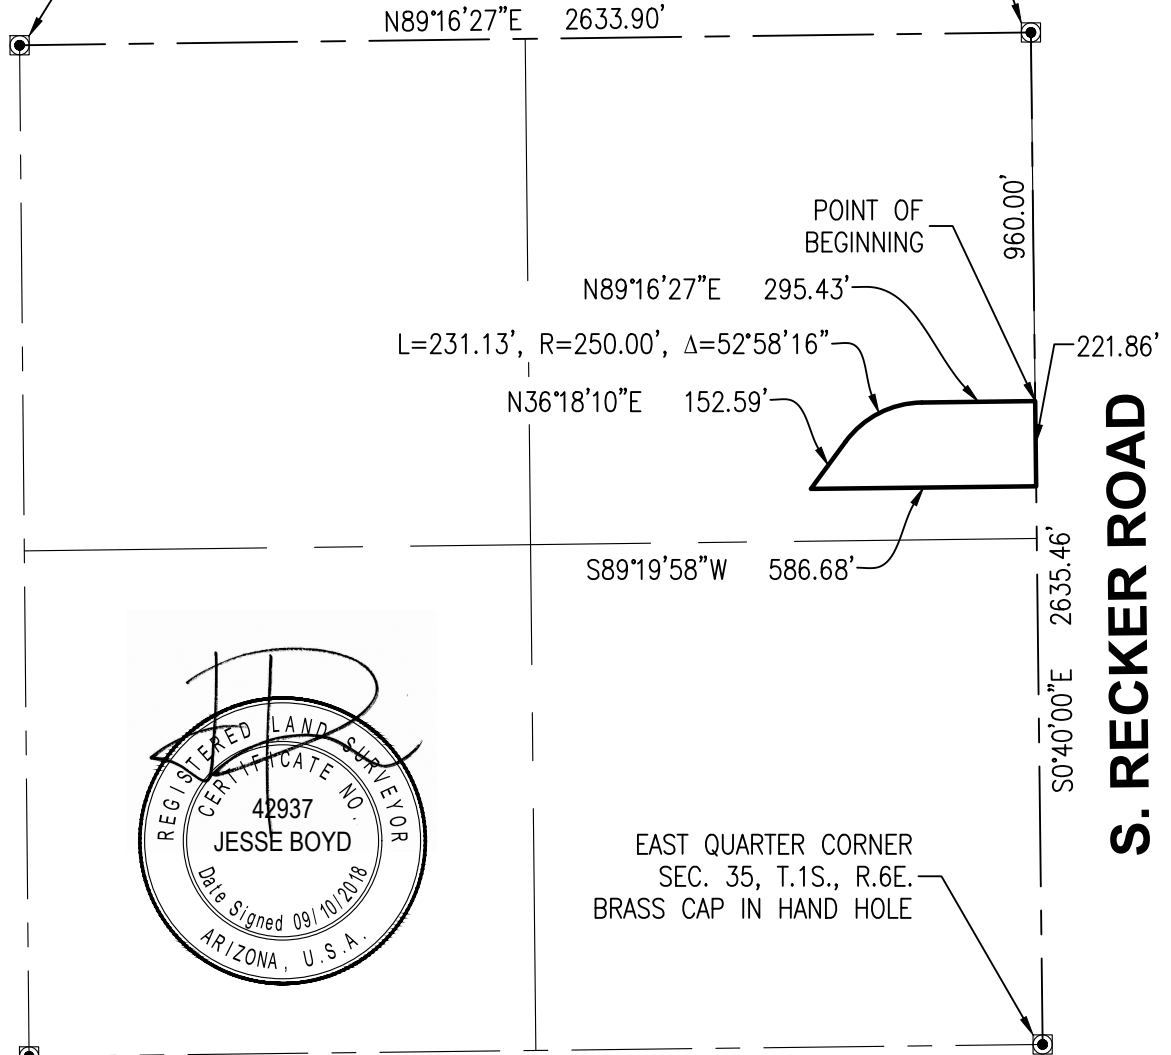 N89°16'27"E 2633.90'
960.00'
POINT OF
BEGINNING
N89°16'27"E 295.43'
L=231.13', R=250.00', Δ=52°58'16"
221.86'
N36°18'10"E 152.59'
S89°19'58"W 586.68'
S0°40'00"E 2635.46'
S. RECKER ROAD
REGISTERED LAND SURVEYOR
CERTIFICATE NO.
42937
JESSE BOYD
Date Signed 09/10/2018
ARIZONA, U.S.A.
EAST QUARTER CORNER
SEC. 35, T.1S., R.6E.
BRASS CAP IN HAND HOLE